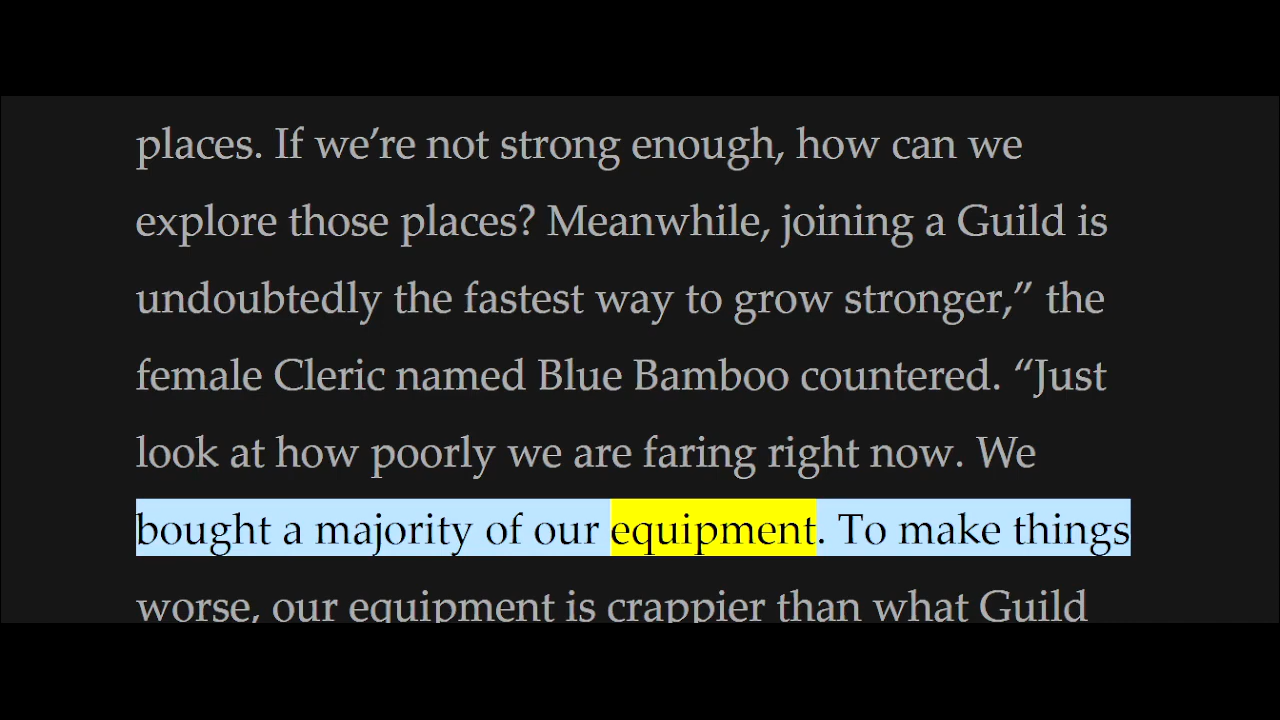 places. If we’re not strong enough, how can we
explore those places? Meanwhile, joining a Guild is
undoubtedly the fastest way to grow stronger,” the
female Cleric named Blue Bamboo countered. “Just
look at how poorly we are faring right now. We
bought a majority of our equipment. To make things
worse, our equipment is crappier than what Guild